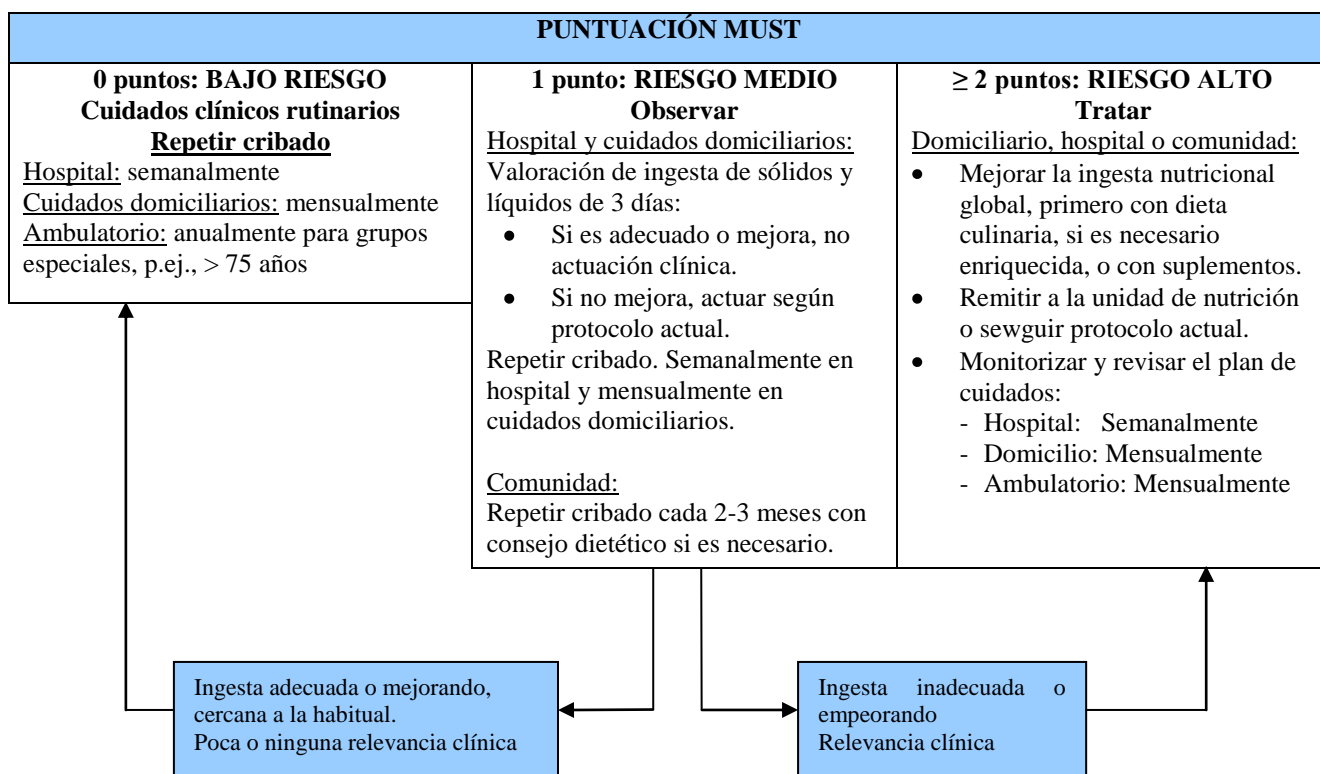 PUNTUACIÓN MUST
0 puntos: BAJO RIESGO
Cuidados clínicos rutinarios
Repetir cribado
Hospital: semanalmente
Cuidados domiciliarios: mensualmente
Ambulatorio: anualmente para grupos
especiales, p.ej., > 75 años
1 punto: RIESGO MEDIO
Observar
Hospital y cuidados domiciliarios:
Valoración de ingesta de sólidos y
líquidos de 3 días:
• Si es adecuado o mejora, no
actuación clínica.
• Si no mejora, actuar según
protocolo actual.
Repetir cribado. Semanalmente en
hospital y mensualmente en
cuidados domiciliarios.
Comunidad:
Repetir cribado cada 2-3 meses con
consejo dietético si es necesario.
≥ 2 puntos: RIESGO ALTO
Tratar
Domiciliario, hospital o comunidad:
• Mejorar la ingesta nutricional
global, primero con dieta
culinaria, si es necesario
enriquecida, o con suplementos.
• Remitir a la unidad de nutrición
o sewguir protocolo actual.
• Monitorizar y revisar el plan de
cuidados:
- Hospital: Semanalmente
- Domicilio: Mensualmente
- Ambulatorio: Mensualmente
Ingesta adecuada o mejorando,
cercana a la habitual.
Poca o ninguna relevancia clínica
Ingesta inadecuada o
empeorando
Relevancia clínica